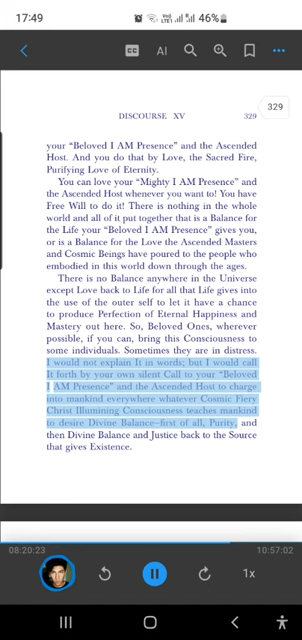 17:49
46%
CC
AI
329
DISCOURSE XV 329
your "Beloved I AM Presence" and the Ascended
Host. And you do that by Love, the Sacred Fire,
Purifying Love of Eternity.
You can love your "Mighty I AM Presence" and
the Ascended Host whenever you want to! You have
Free Will to do it! There is nothing in the whole
world and all of it put together that is a Balance for
the Life your "Beloved I AM Presence" gives you,
or is a Balance for the Love the Ascended Masters
and Cosmic Beings have poured to the people who
embodied in this world down through the ages.
There is no Balance anywhere in the Universe
except Love back to Life for all that Life gives into
the use of the outer self to let it have a chance
to produce Perfection of Eternal Happiness and
Mastery out here. So, Beloved Ones, wherever
possible, if you can, bring this Consciousness to
some individuals. Sometimes they are in distress.
I would not explain It in words; but I would call
It forth by your own silent Call to your "Beloved
I AM Presence" and the Ascended Host to charge
into mankind everywhere whatever Cosmic Fiery
Christ Illumining Consciousness teaches mankind
to desire Divine Balance—first of all, Purity, and
then Divine Balance and Justice back to the Source
that gives Existence.
08:20:23 10:57:02
1x